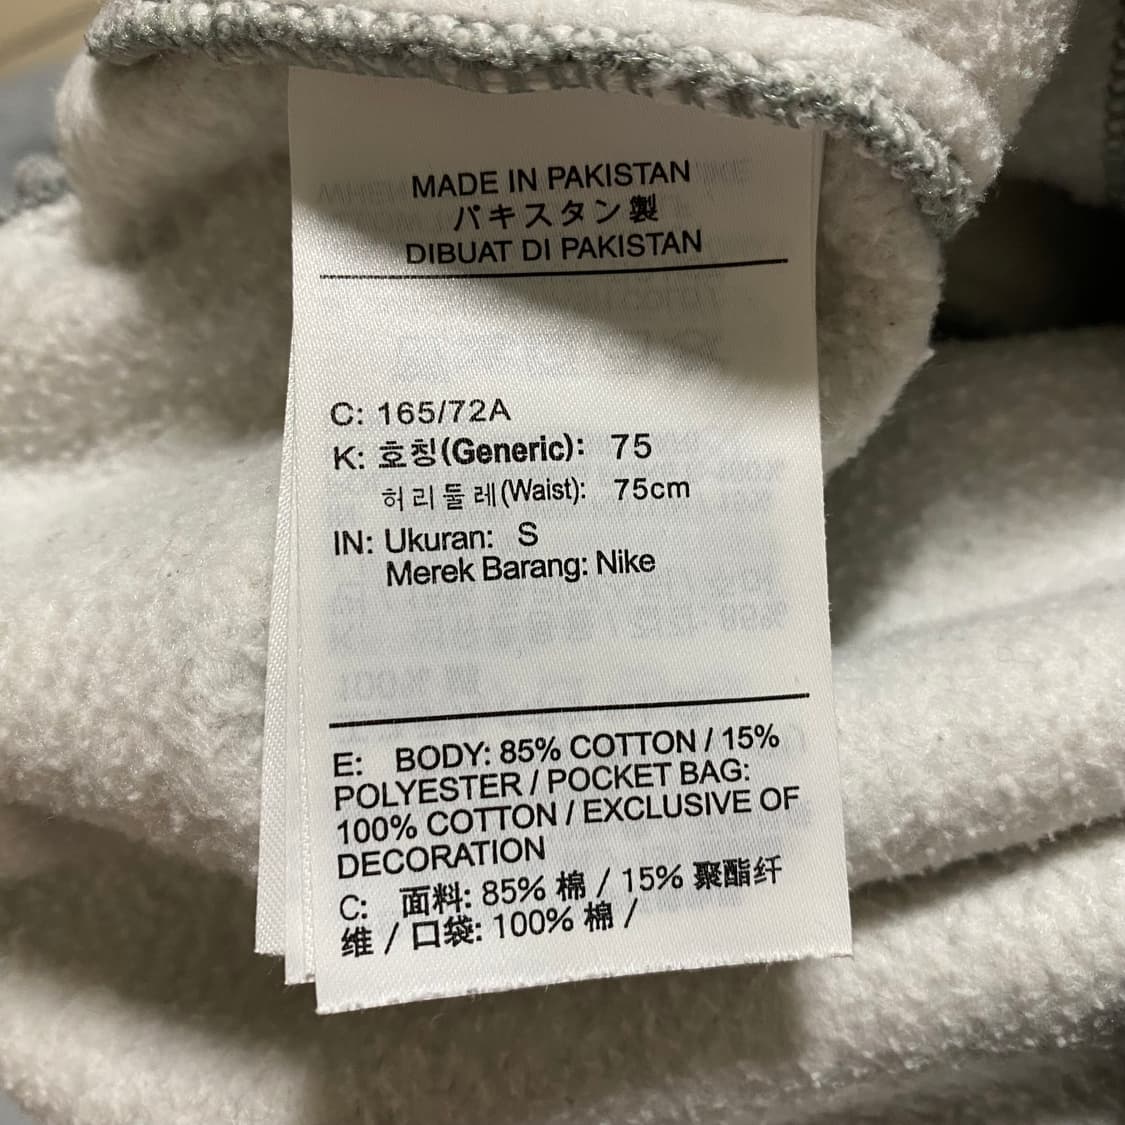 MADE IN PAKISTAN
パキスタン製
DIBUAT DI PAKISTAN
C: 165/72A
K: 호칭(Generic): 75
허리둘레(Waist): 75cm
IN: Ukuran: S
Merek Barang: Nike
E: BODY: 85% COTTON / 15%
POLYESTER / POCKET BAG:
100% COTTON / EXCLUSIVE OF
DECORATION
C: 面料: 85% 棉 / 15% 聚酯纤
维 / 口袋: 100% 棉 /